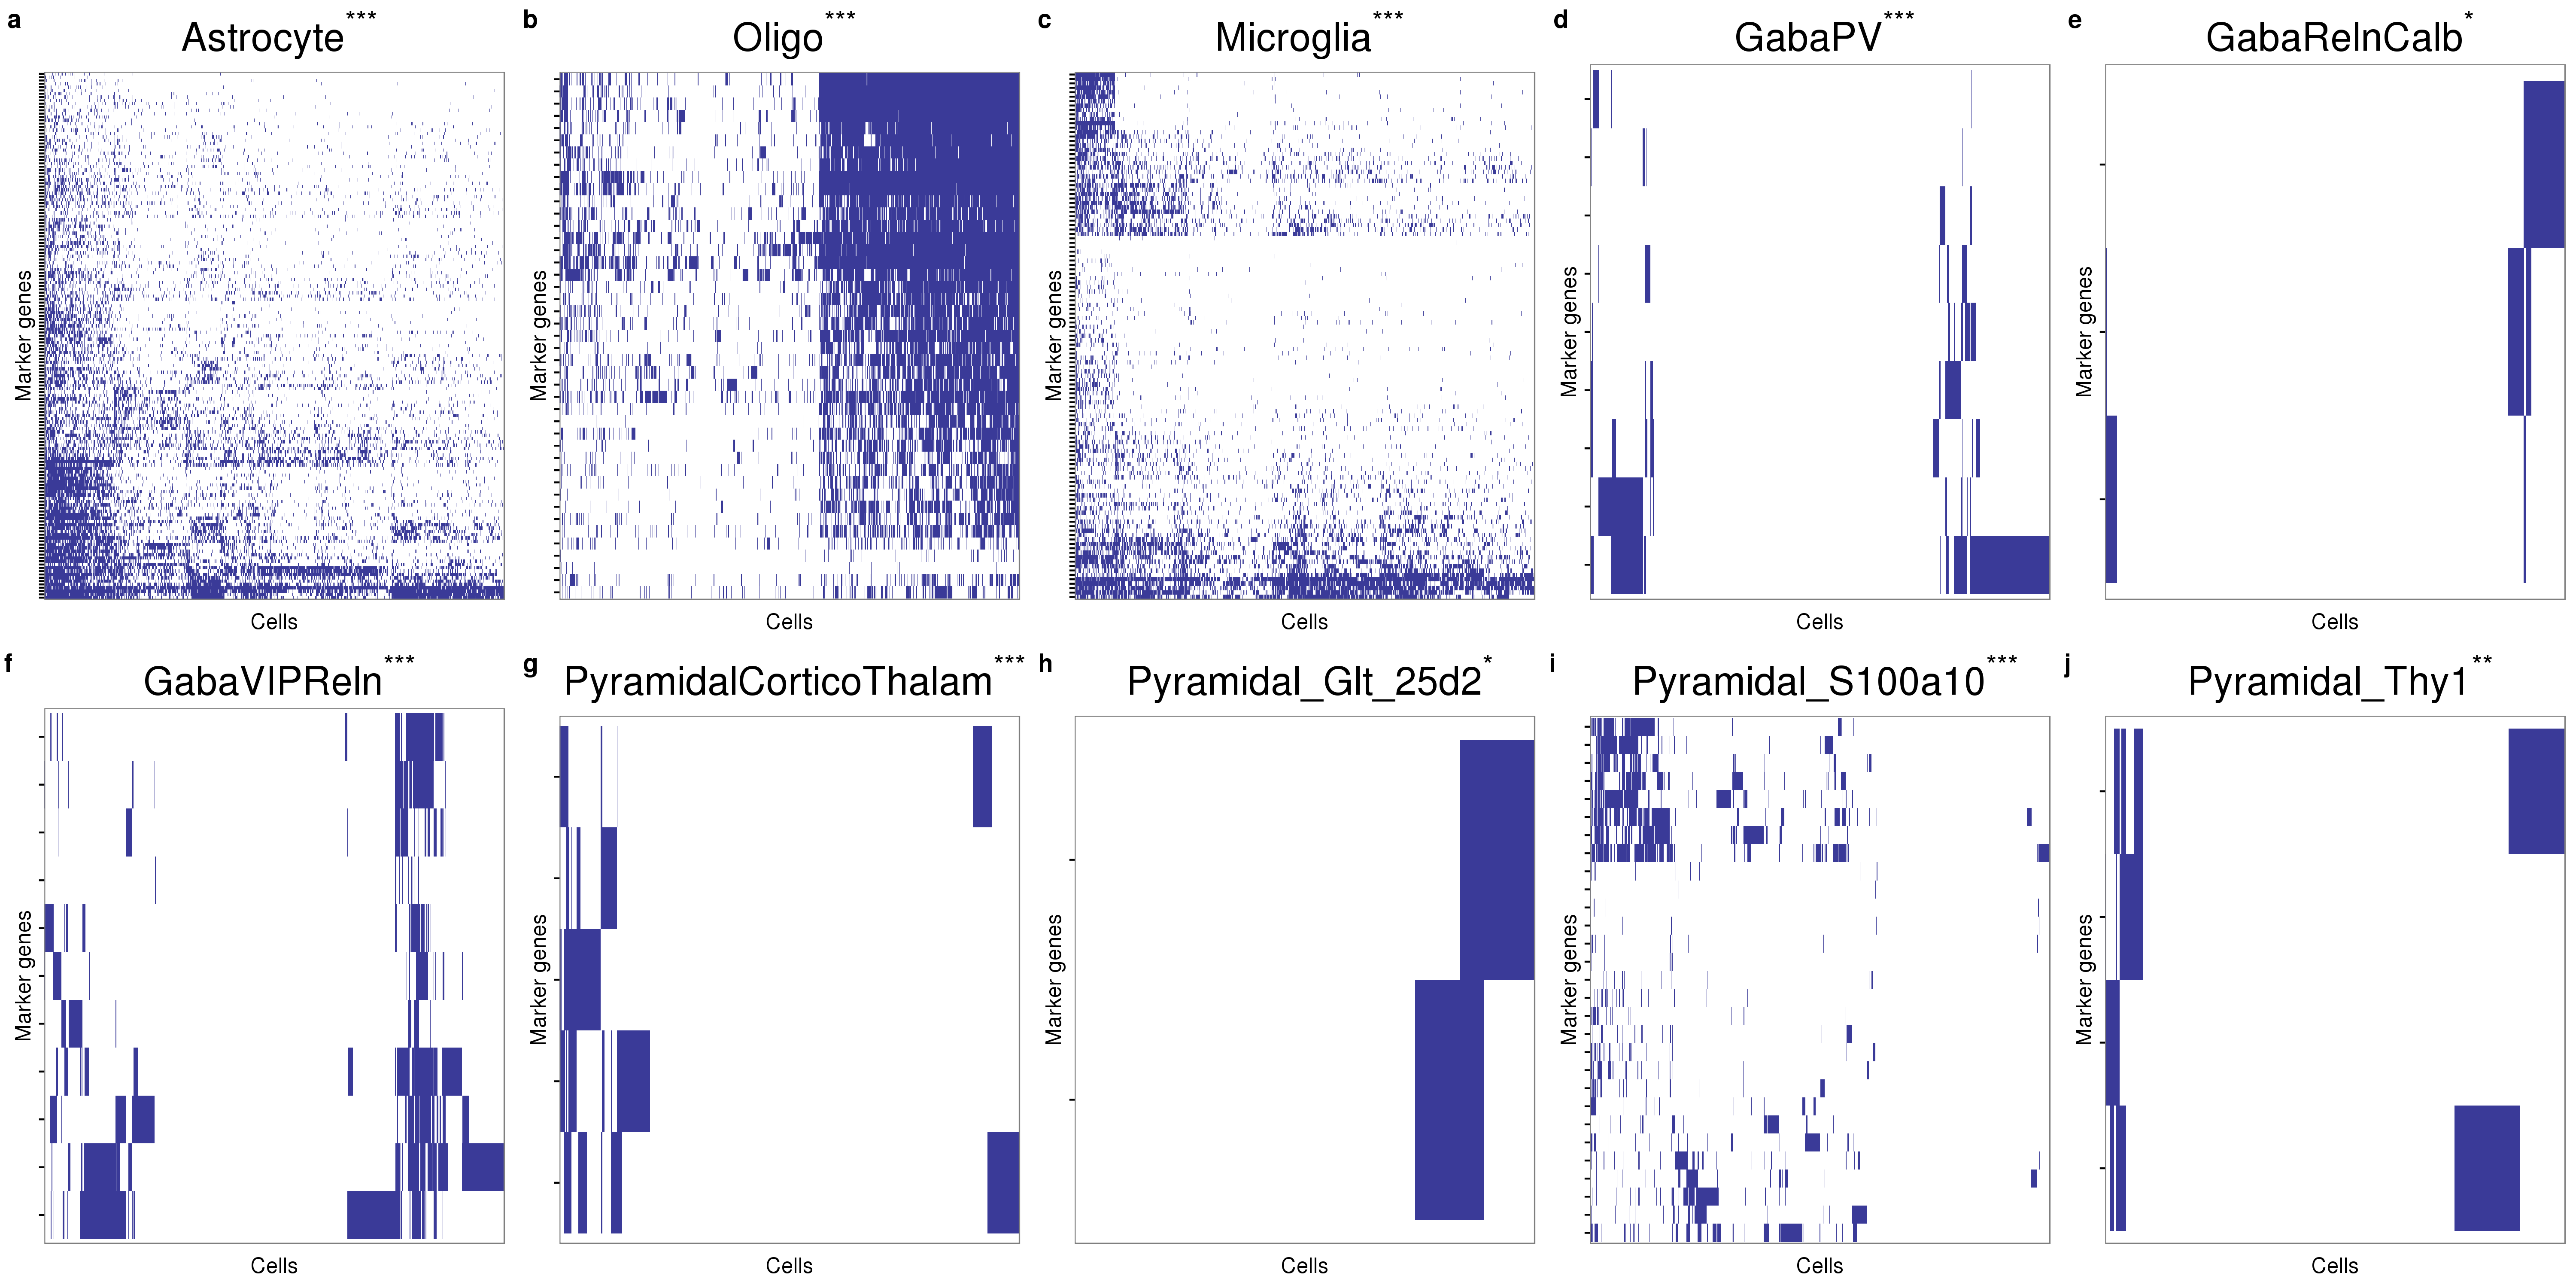 a Astrocyte***
Marker genes
Cells
b Oligo***
Marker genes
Cells
c Microglia***
Marker genes
Cells
d GabaPV***
Marker genes
Cells
e GabaRelnCalb*
Marker genes
Cells
f GabaVIPReln***
Marker genes
Cells
g PyramidalCorticoThalam***
Marker genes
Cells
h Pyramidal_Glt_25d2*
Marker genes
Cells
i Pyramidal_S100a10***
Marker genes
Cells
j Pyramidal_Thy1**
Marker genes
Cells